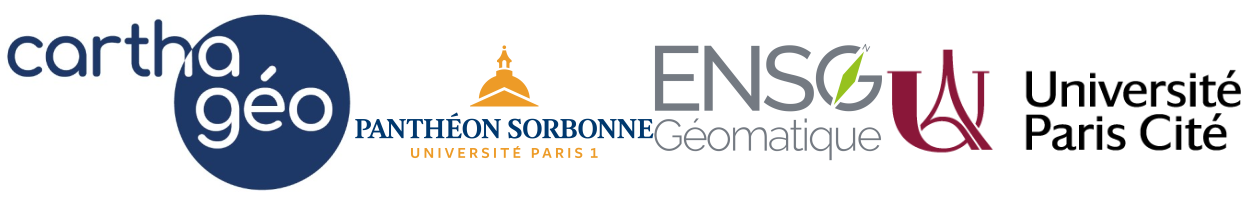 cartha
géo
PANTHÉON SORBONNE
UNIVERSITÉ PARIS 1
ENSG
N
Géomatique
Université
Paris Cité